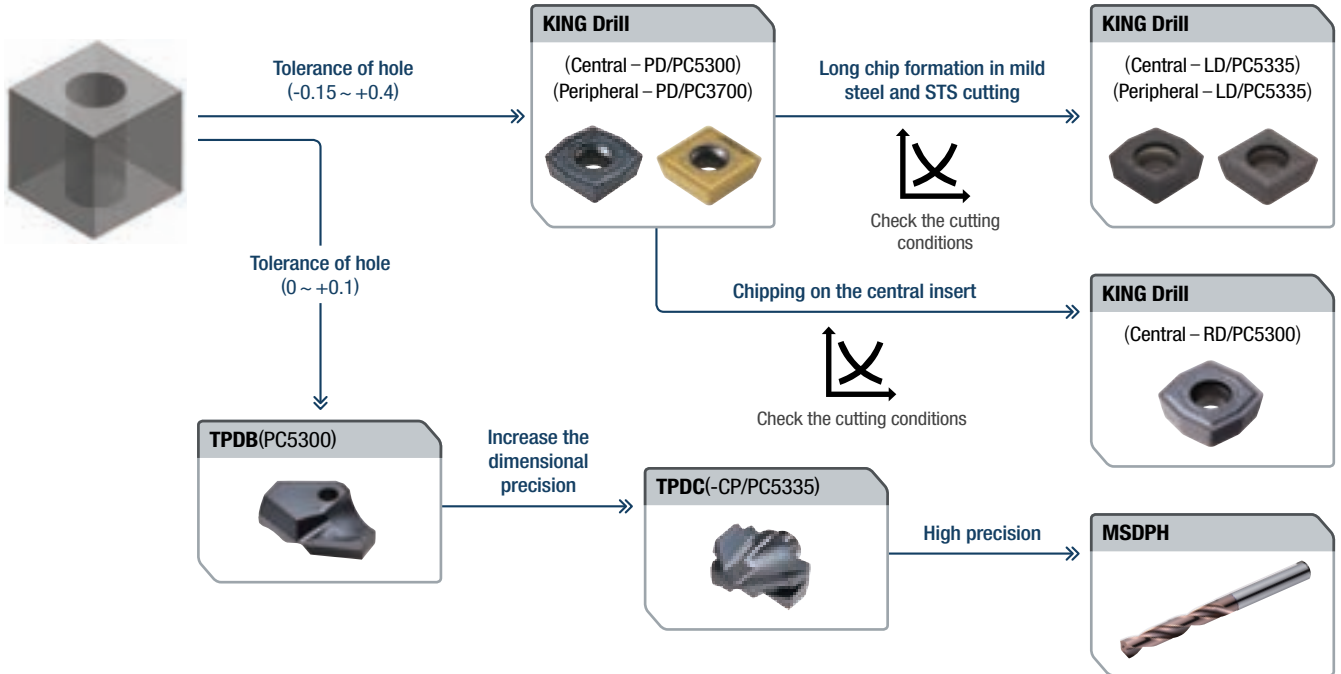 KING Drill
(Central – PD/PC5300)
(Peripheral – PD/PC3700)
Tolerance of hole
(-0.15 ~ +0.4)
Long chip formation in mild
steel and STS cutting
Check the cutting
conditions
KING Drill
(Central – LD/PC5335)
(Peripheral – LD/PC5335)
Tolerance of hole
(0 ~ +0.1)
Chipping on the central insert
Check the cutting conditions
KING Drill
(Central – RD/PC5300)
TPDB(PC5300)
Increase the
dimensional
precision
TPDC(-CP/PC5335)
High precision
MSDPH